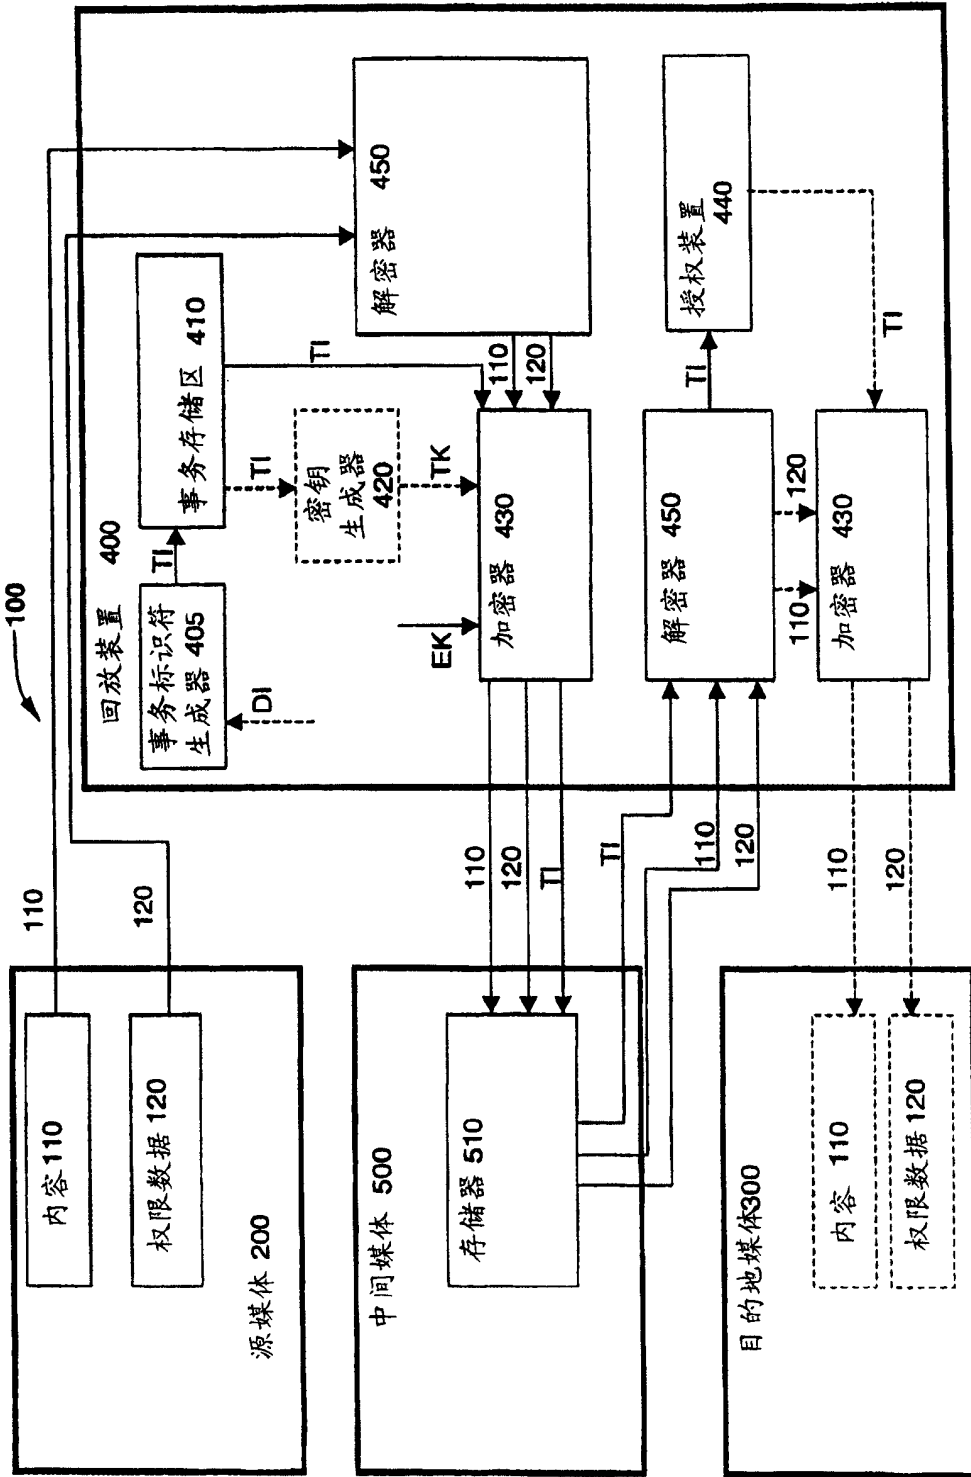 100
内容 110
权限数据 120
源媒体 200
110
120
回放装置 400
事务标识符
生成器 405
DI
TI
事务存储区 410
TI
TI
密钥
生成器
420
TK
EK
解密器 450
110
120
加密器 430
110
120
TI
中间媒体 500
存储器 510
TI
110
120
解密器 450
TI
授权装置
440
TI
110
120
加密器 430
110
120
目的地媒体300
内容 110
权限数据 120